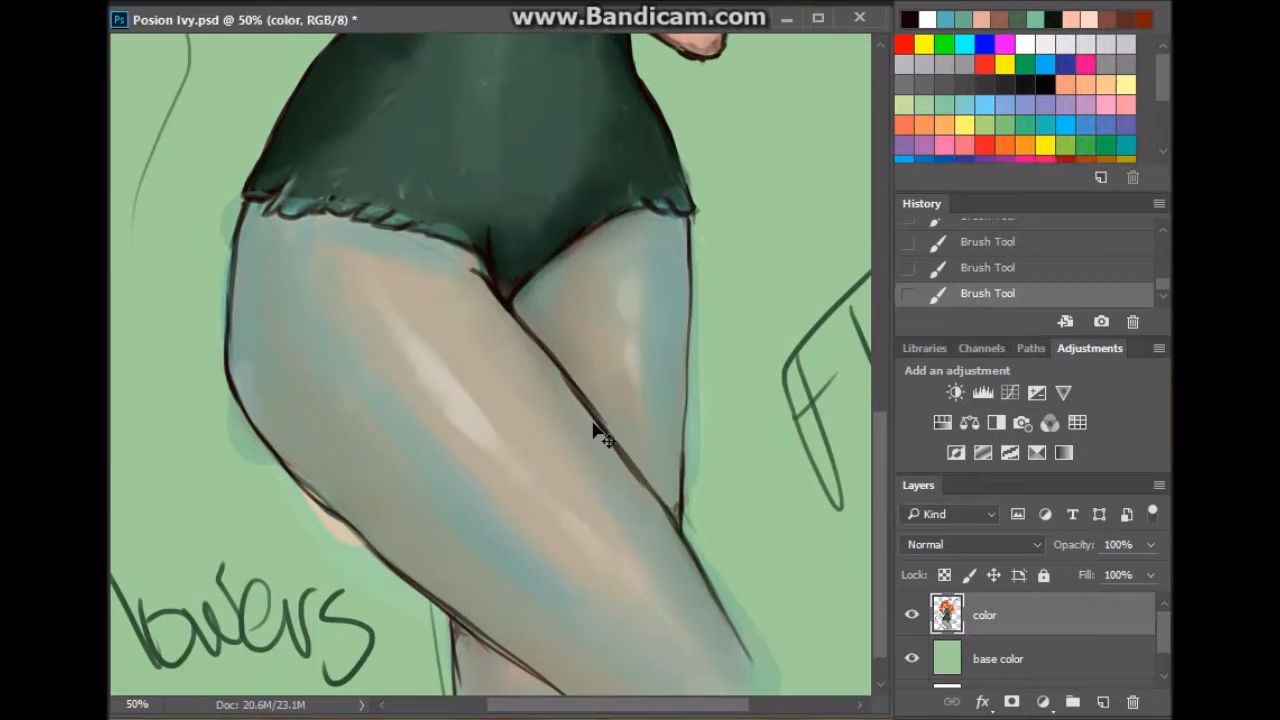 Posion Ivy.psd @ 50% (color, RGB/8) *
www.Bandicam.com
History
Brush Tool
Brush Tool
Brush Tool
Libraries Channels Paths Adjustments
Add an adjustment
Layers
Kind
Normal Opacity: 100%
Lock: Fill: 100%
color
base color
fx
lowers
50% Doc: 20.6M/23.1M